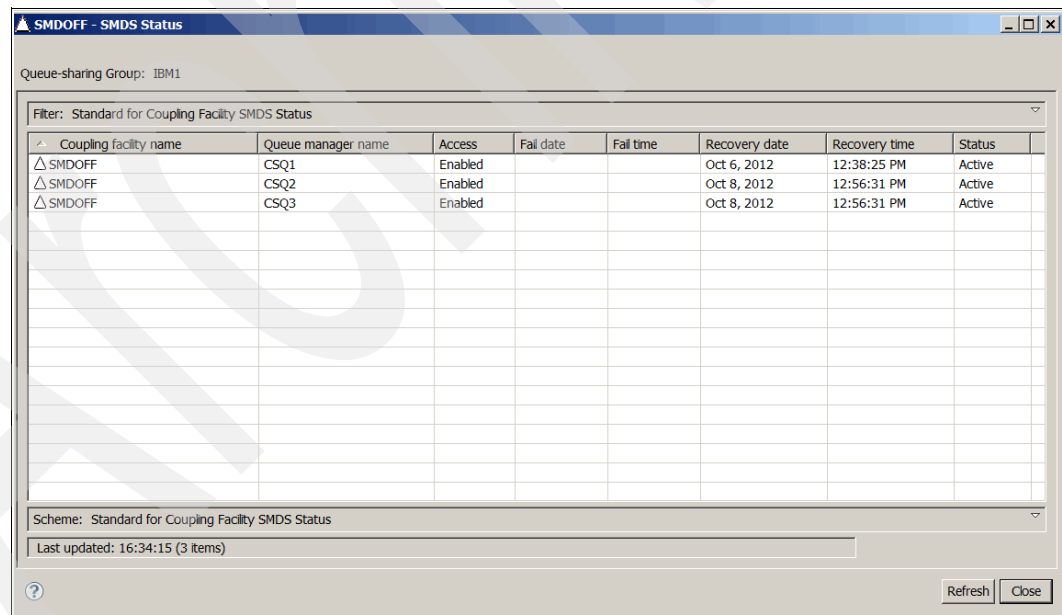 SMDOFF - SMDS Status
Queue-sharing Group: IBM1
Filter: Standard for Coupling Facility SMDS Status
Coupling facility name Queue manager name Access Fail date Fail time Recovery date Recovery time Status
SMDOFF CSQ1 Enabled Oct 6, 2012 12:38:25 PM Active
SMDOFF CSQ2 Enabled Oct 8, 2012 12:56:31 PM Active
SMDOFF CSQ3 Enabled Oct 8, 2012 12:56:31 PM Active
Scheme: Standard for Coupling Facility SMDS Status
Last updated: 16:34:15 (3 items)
? Refresh Close